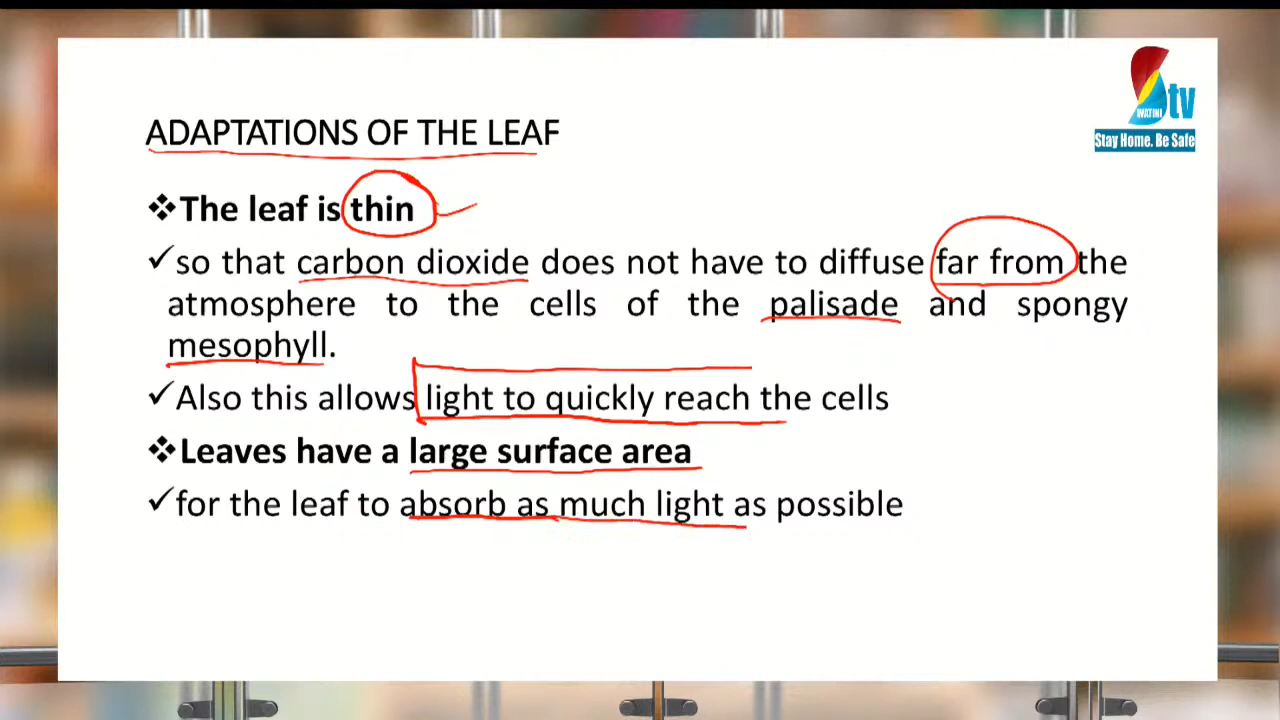 tv
WATINI
Stay Home. Be Safe
ADAPTATIONS OF THE LEAF
❖The leaf is thin
✓so that carbon dioxide does not have to diffuse far from the
atmosphere to the cells of the palisade and spongy
mesophyll.
✓Also this allows light to quickly reach the cells
❖Leaves have a large surface area
✓for the leaf to absorb as much light as possible